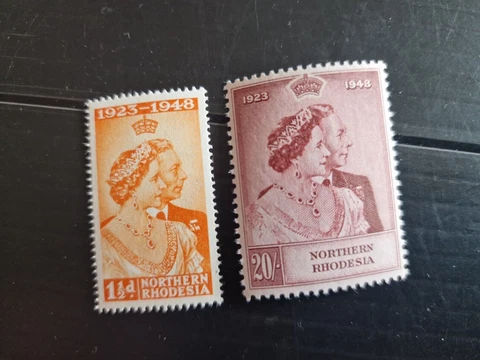 1923-1948
1½d NORTHERN
RHODESIA
1923 1948
20/- NORTHERN
RHODESIA